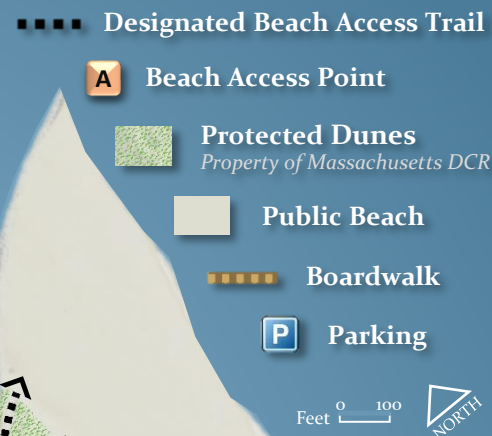 Designated Beach Access Trail
A Beach Access Point
Protected Dunes
Property of Massachusetts DCR
Public Beach
Boardwalk
P Parking
Feet 0 100
NORTH